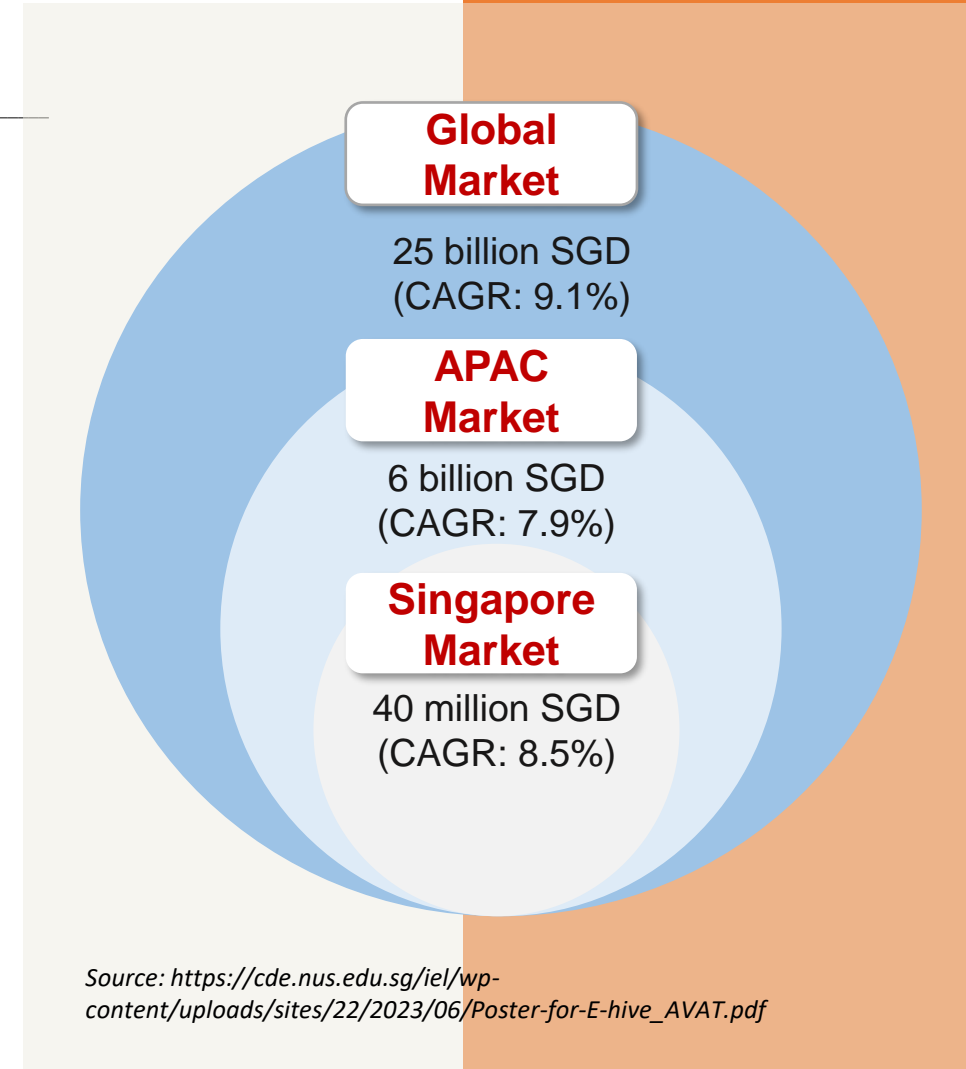 Global
Market
25 billion SGD
(CAGR: 9.1%)
APAC
Market
6 billion SGD
(CAGR: 7.9%)
Singapore
Market
40 million SGD
(CAGR: 8.5%)
Source: https://cde.nus.edu.sg/iel/wp-
content/uploads/sites/22/2023/06/Poster-for-E-hive_AVAT.pdf